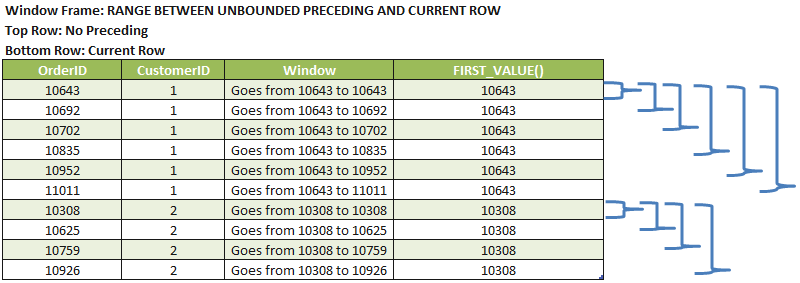 Window Frame: RANGE BETWEEN UNBOUNDED PRECEDING AND CURRENT ROW
Top Row: No Preceding
Bottom Row: Current Row
OrderID CustomerID Window FIRST_VALUE()
10643 1 Goes from 10643 to 10643 10643
10692 1 Goes from 10643 to 10692 10643
10702 1 Goes from 10643 to 10702 10643
10835 1 Goes from 10643 to 10835 10643
10952 1 Goes from 10643 to 10952 10643
11011 1 Goes from 10643 to 11011 10643
10308 2 Goes from 10308 to 10308 10308
10625 2 Goes from 10308 to 10625 10308
10759 2 Goes from 10308 to 10759 10308
10926 2 Goes from 10308 to 10926 10308